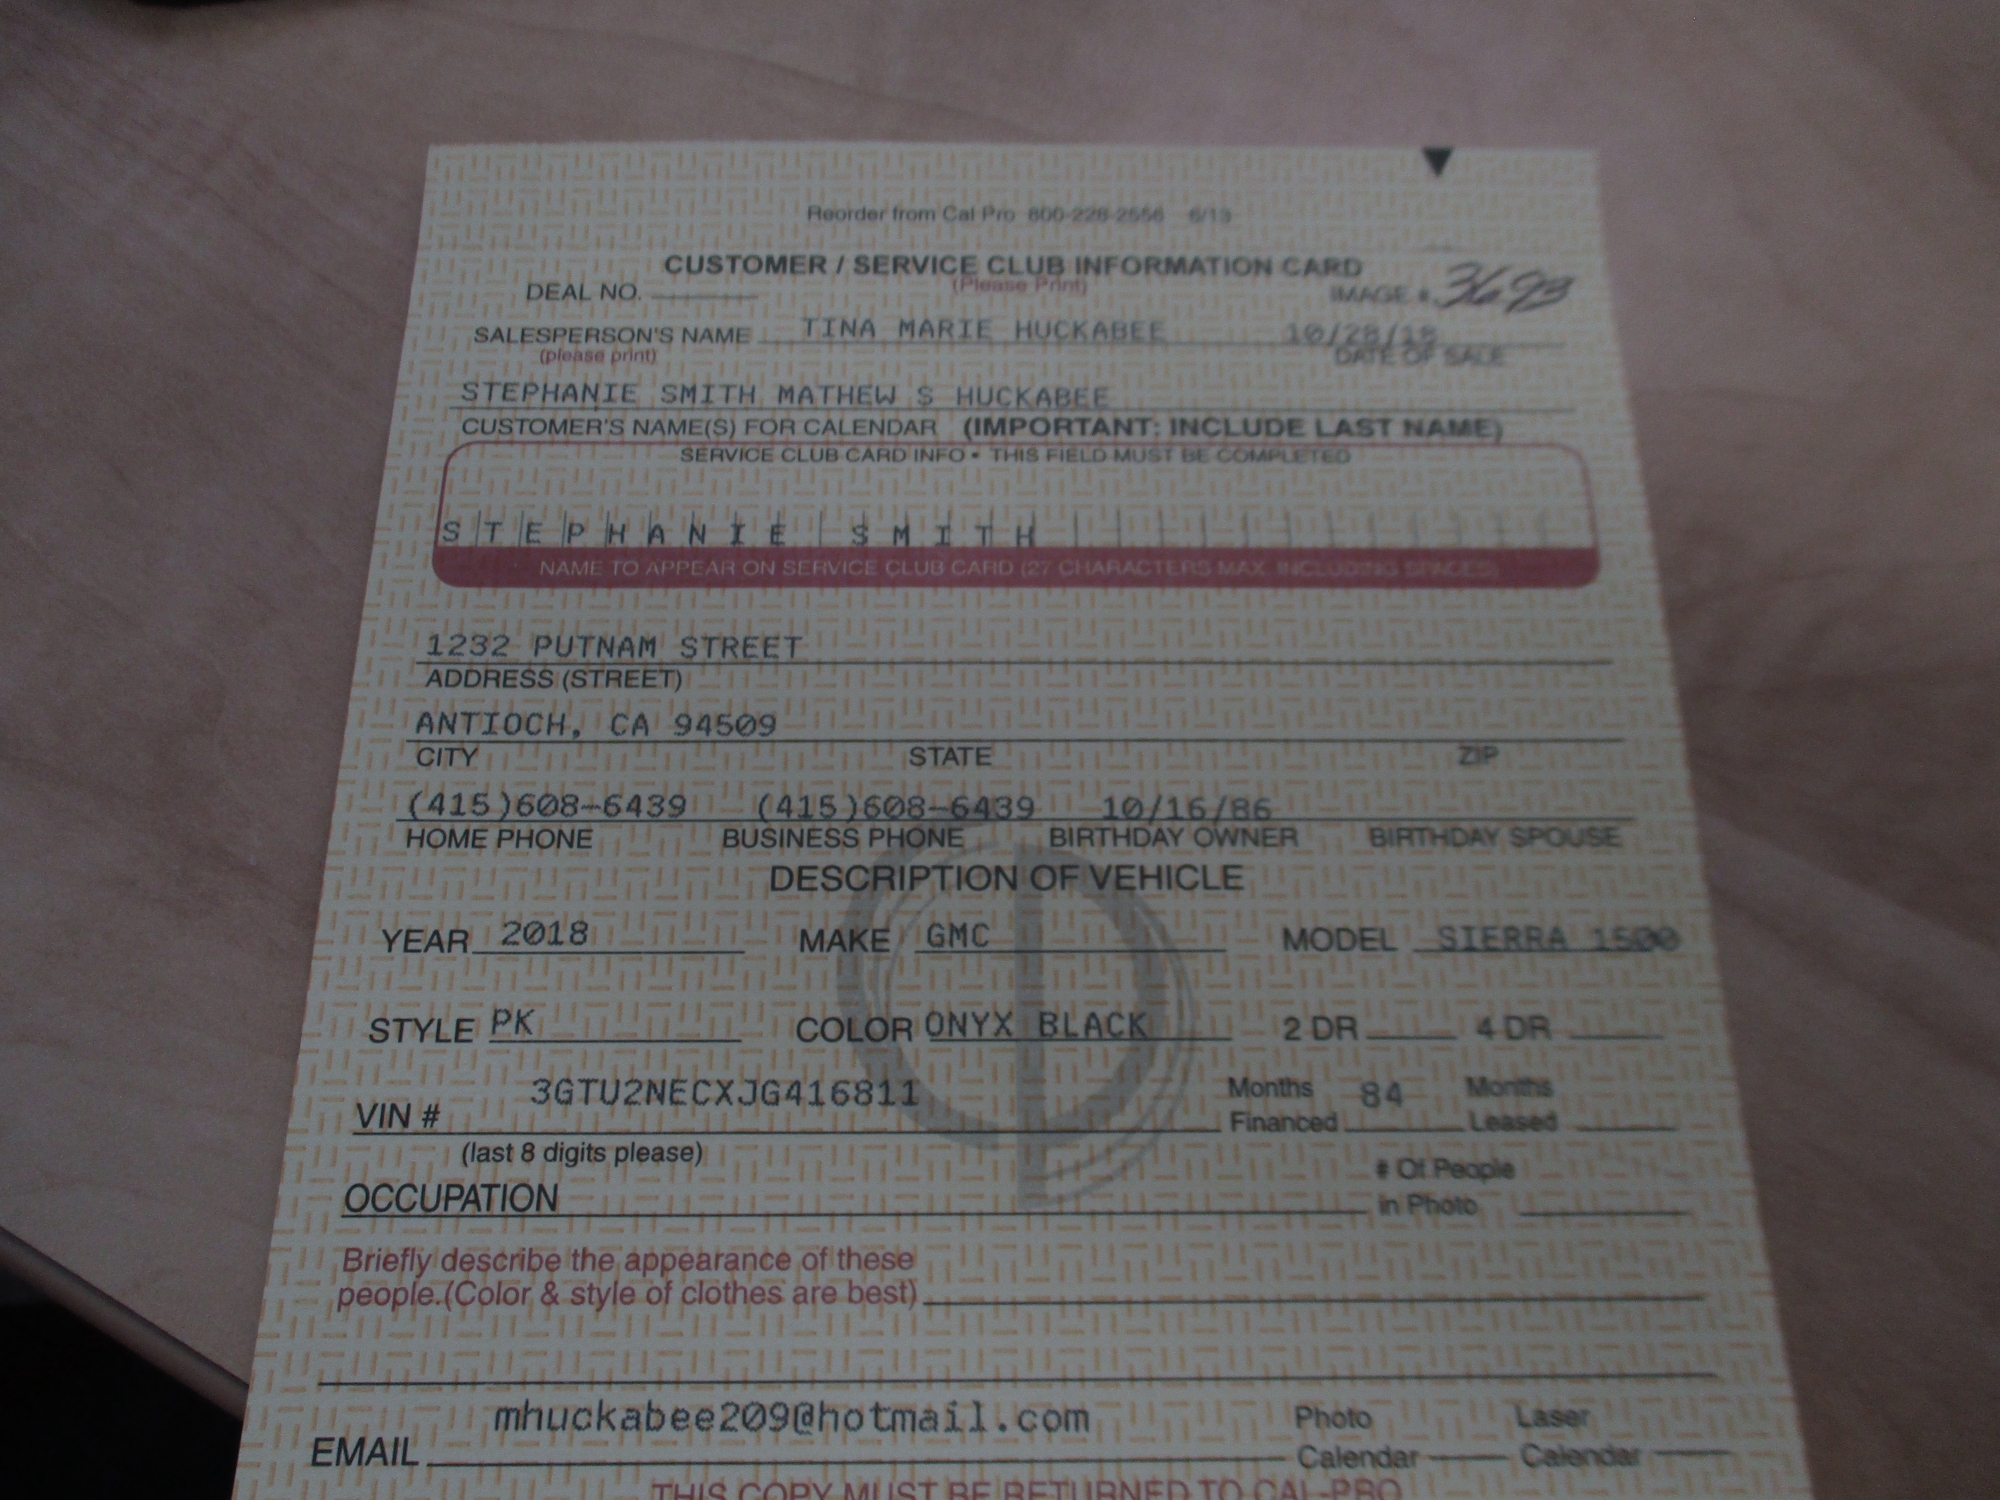 Reorder from Cal Pro 800-228-2556 6/13
CUSTOMER / SERVICE CLUB INFORMATION CARD
(Please Print)
DEAL NO. IMAGE # 3693
SALESPERSON'S NAME TINA MARIE HUCKABEE 10/28/18
(please print) DATE OF SALE
STEPHANIE SMITH MATHEW S HUCKABEE
CUSTOMER'S NAME(S) FOR CALENDAR (IMPORTANT: INCLUDE LAST NAME)
SERVICE CLUB CARD INFO • THIS FIELD MUST BE COMPLETED
STEPHANIE SMITH
NAME TO APPEAR ON SERVICE CLUB CARD (27 CHARACTERS MAX. INCLUDING SPACES)
1232 PUTNAM STREET
ADDRESS (STREET)
ANTIOCH, CA 94509
CITY STATE ZIP
(415)608-6439 (415)608-6439 10/16/86
HOME PHONE BUSINESS PHONE BIRTHDAY OWNER BIRTHDAY SPOUSE
DESCRIPTION OF VEHICLE
YEAR 2018 MAKE GMC MODEL SIERRA 1500
STYLE PK COLOR ONYX BLACK 2 DR 4 DR
3GTU2NECXJG416811 Months 84 Months
VIN # Financed Leased
(last 8 digits please)
# Of People
OCCUPATION in Photo
Briefly describe the appearance of these
people.(Color & style of clothes are best)
mhuckabee209@hotmail.com Photo Laser
EMAIL Calendar Calendar
THIS COPY MUST BE RETURNED TO CAL-PRO